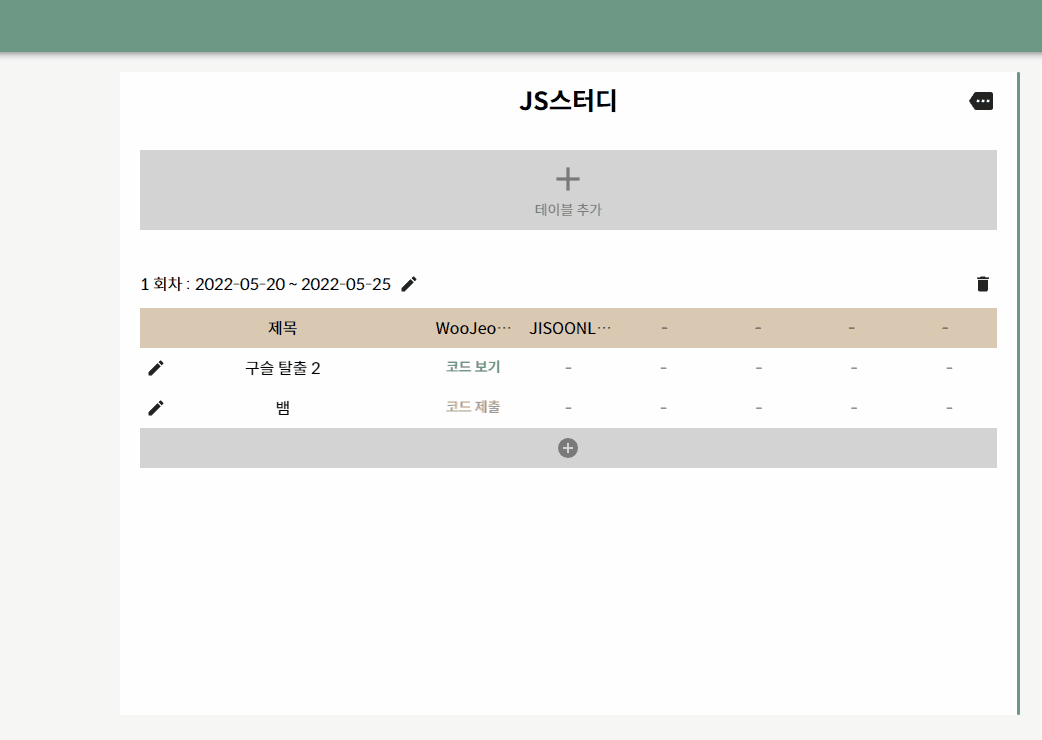 JS스터디
테이블 추가
1 회차 : 2022-05-20 ~ 2022-05-25
제목 WooJeo··· JISOONL··· - - - -
구슬 탈출 2 코드 보기 - - - - -
뱀 코드 제출 - - - - -